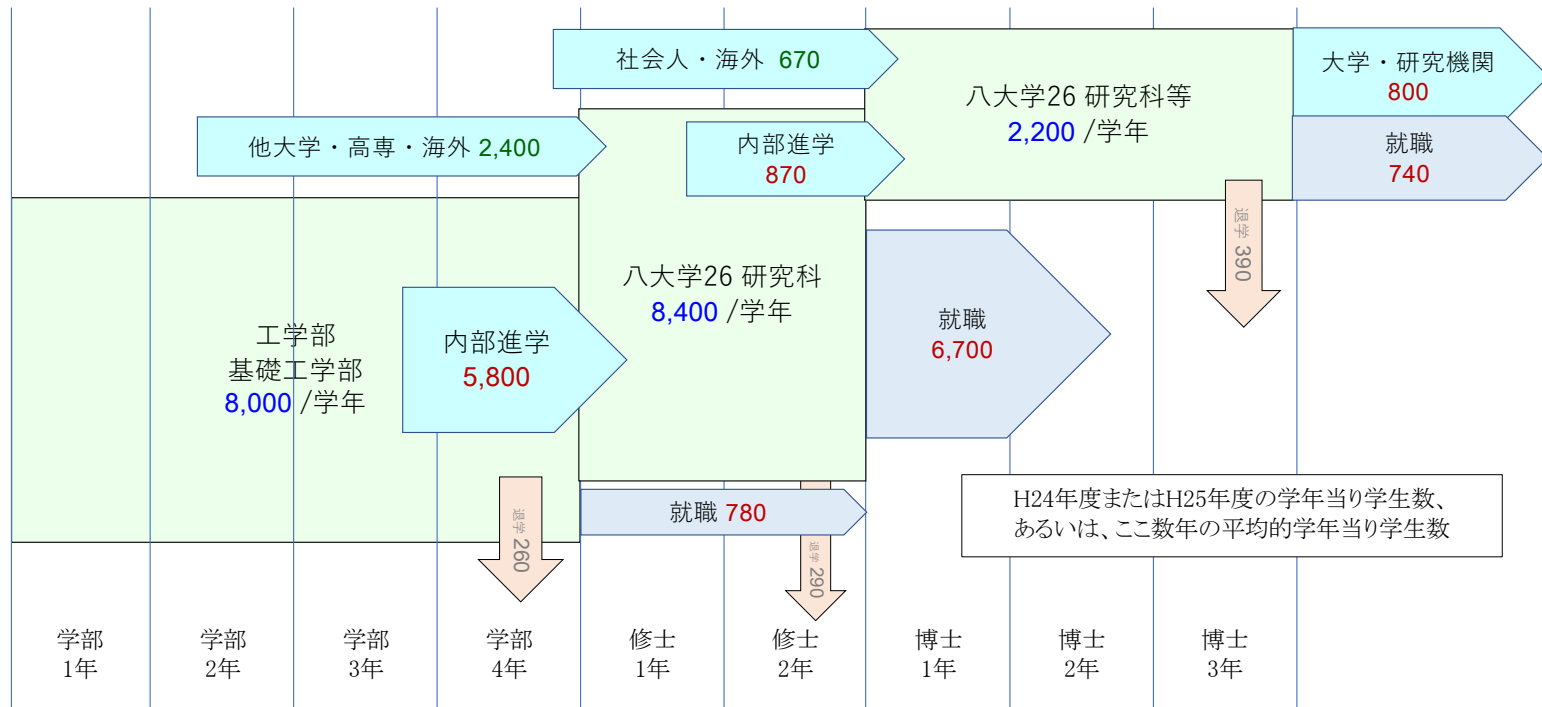 社会人・海外 670
大学・研究機関
800
八大学26 研究科等
2,200 /学年
他大学・高専・海外 2,400
内部進学
870
就職
740
退学 390
八大学26 研究科
8,400 /学年
就職
6,700
工学部
基礎工学部
8,000 /学年
内部進学
5,800
就職 780
退学 260
退学 290
H24年度またはH25年度の学年当り学生数、
あるいは、ここ数年の平均的学年当り学生数
学部
1年
学部
2年
学部
3年
学部
4年
修士
1年
修士
2年
博士
1年
博士
2年
博士
3年